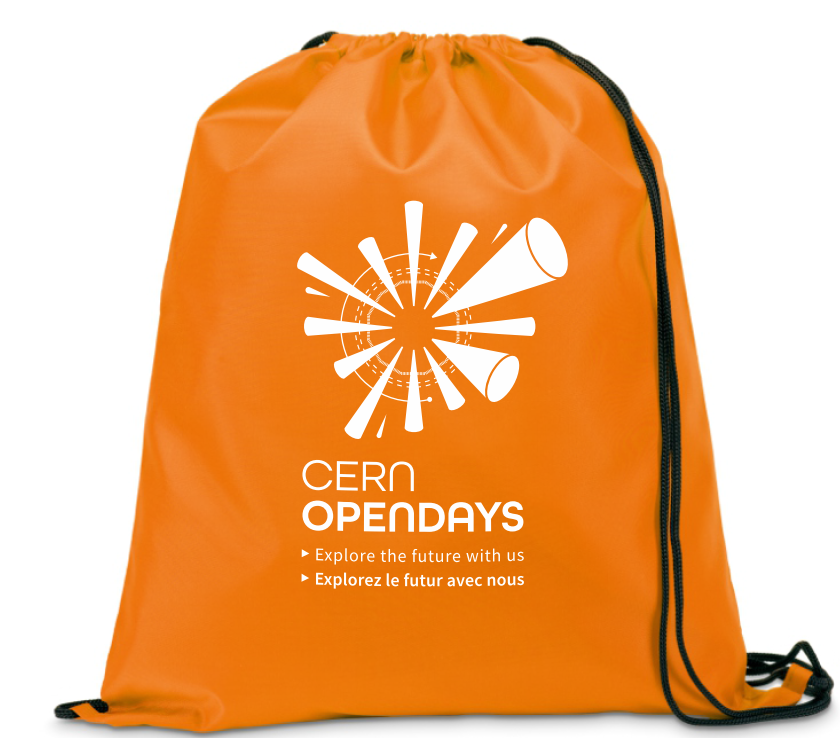 CERN
OPENDAYS
▸ Explore the future with us
▸ Explorez le futur avec nous